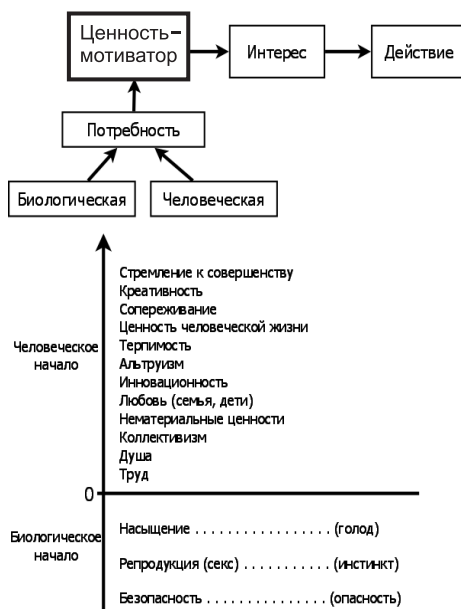 Ценность–
мотиватор
Интерес
Действие
Потребность
Биологическая
Человеческая
Человеческое
начало
Стремление к совершенству
Креативность
Сопереживание
Ценность человеческой жизни
Терпимость
Альтруизм
Инновационность
Любовь (семья, дети)
Нематериальные ценности
Коллективизм
Душа
Труд
0
Биологическое
начало
Насыщение . . . . . . . . . . . . . . . . . (голод)
Репродукция (секс) . . . . . . . . . . . (инстинкт)
Безопасность . . . . . . . . . . . . . . . (опасность)